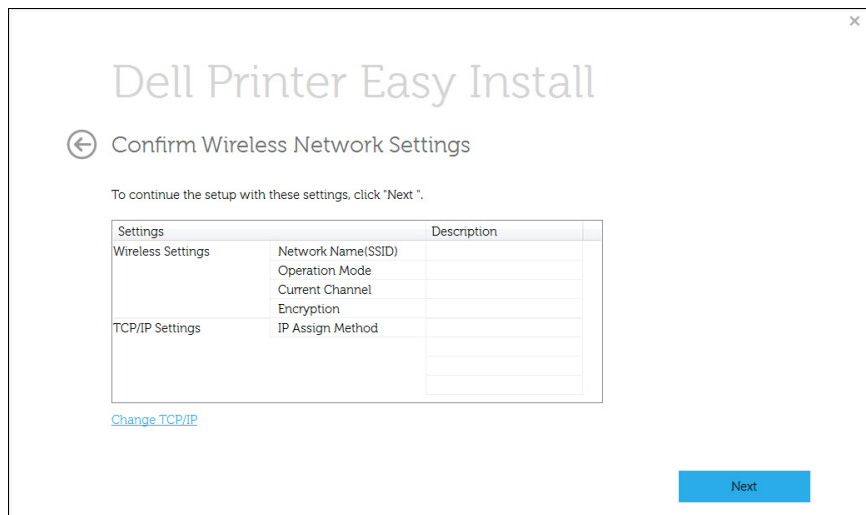 Dell Printer Easy Install
Confirm Wireless Network Settings
To continue the setup with these settings, click "Next ".
Settings Description
Wireless Settings Network Name(SSID)
Operation Mode
Current Channel
Encryption
TCP/IP Settings IP Assign Method
Change TCP/IP
Next